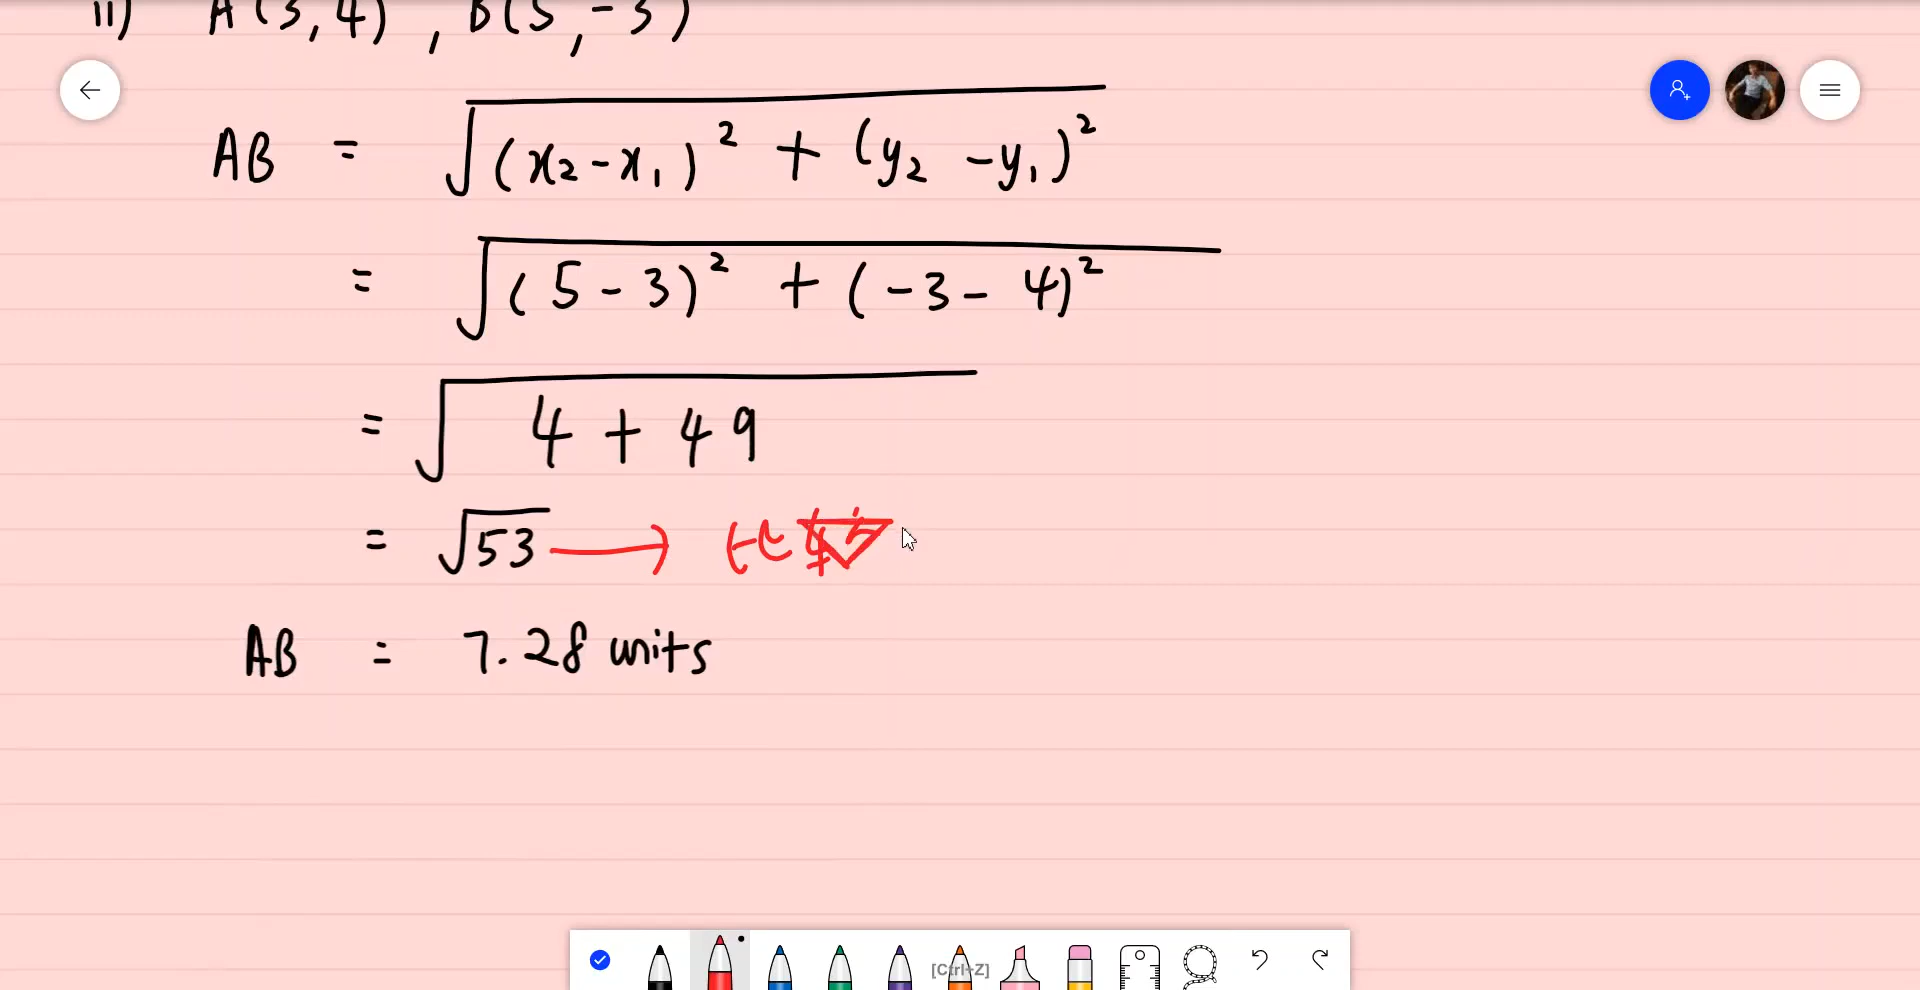 ii) A(3,4), B(5,-3)
AB = √(x₂-x₁)² + (y₂-y₁)²
= √(5-3)² + (-3-4)²
= √4+49
= √53
AB = 7.28 units
[Ctrl+Z]